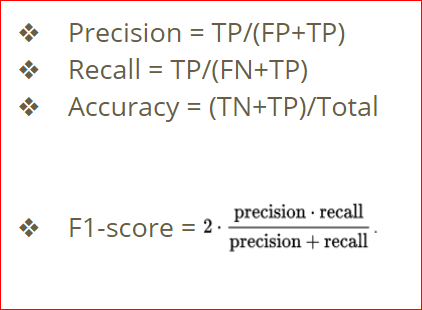 ❖ Precision = TP/(FP+TP)
❖ Recall = TP/(FN+TP)
❖ Accuracy = (TN+TP)/Total
❖ F1-score = 2 · (precision · recall)/(precision + recall) .